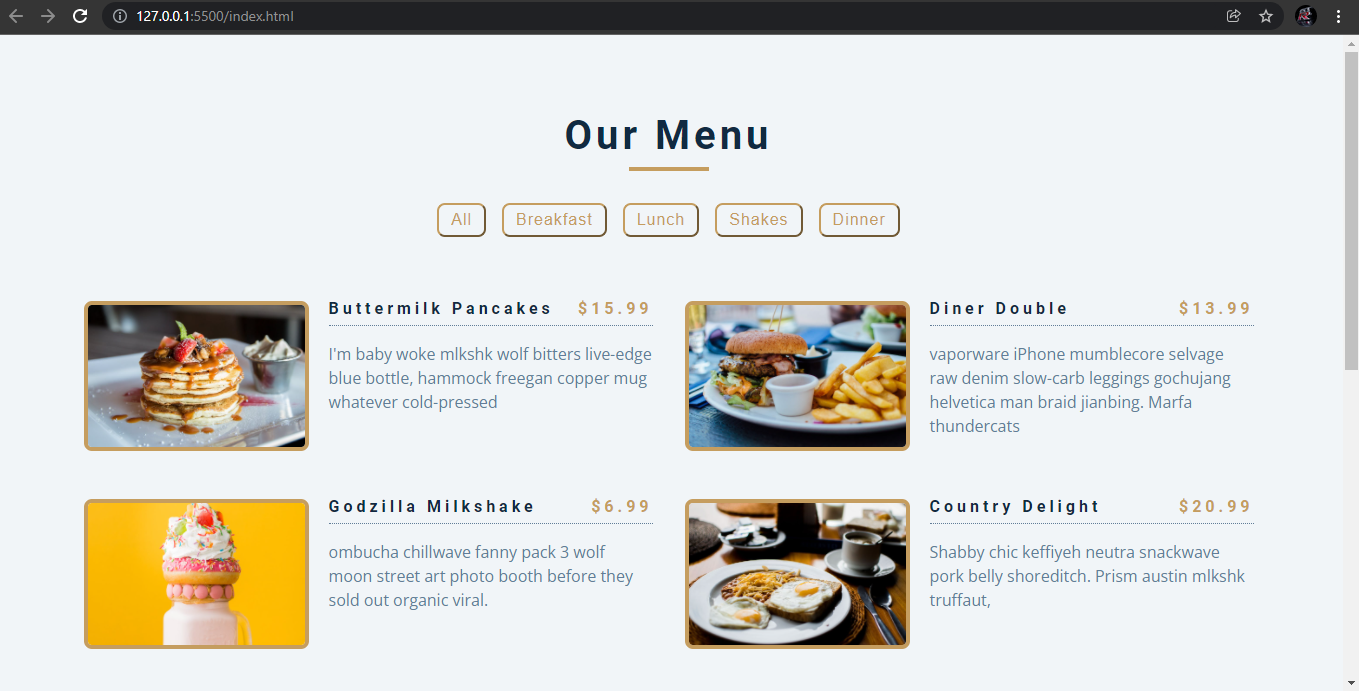 127.0.0.1:5500/index.html
Our Menu
All Breakfast Lunch Shakes Dinner
Buttermilk Pancakes $15.99
I'm baby woke mlkshk wolf bitters live-edge
blue bottle, hammock freegan copper mug
whatever cold-pressed
Diner Double $13.99
vaporware iPhone mumblecore selvage
raw denim slow-carb leggings gochujang
helvetica man braid jianbing. Marfa
thundercats
Godzilla Milkshake $6.99
ombucha chillwave fanny pack 3 wolf
moon street art photo booth before they
sold out organic viral.
Country Delight $20.99
Shabby chic keffiyeh neutra snackwave
pork belly shoreditch. Prism austin mlkshk
truffaut,